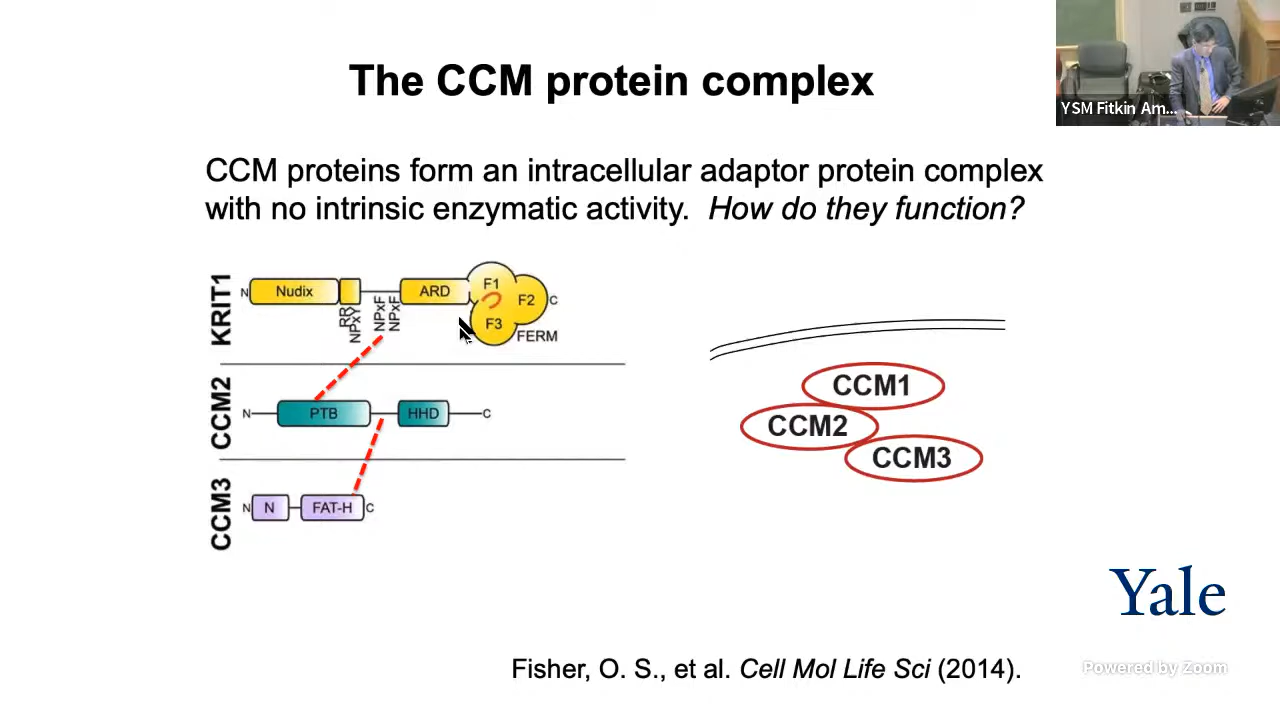 The CCM protein complex
YSM Fitkin Am...
CCM proteins form an intracellular adaptor protein complex
with no intrinsic enzymatic activity. How do they function?
KRIT1
N
Nudix
RR
NPxY
NPxF
NPxF
ARD
F1
F2
F3
C
FERM
CCM2
N
PTB
HHD
C
CCM3
N
N
FAT-H
C
CCM1
CCM2
CCM3
Yale
Fisher, O. S., et al. Cell Mol Life Sci (2014).
Powered by Zoom